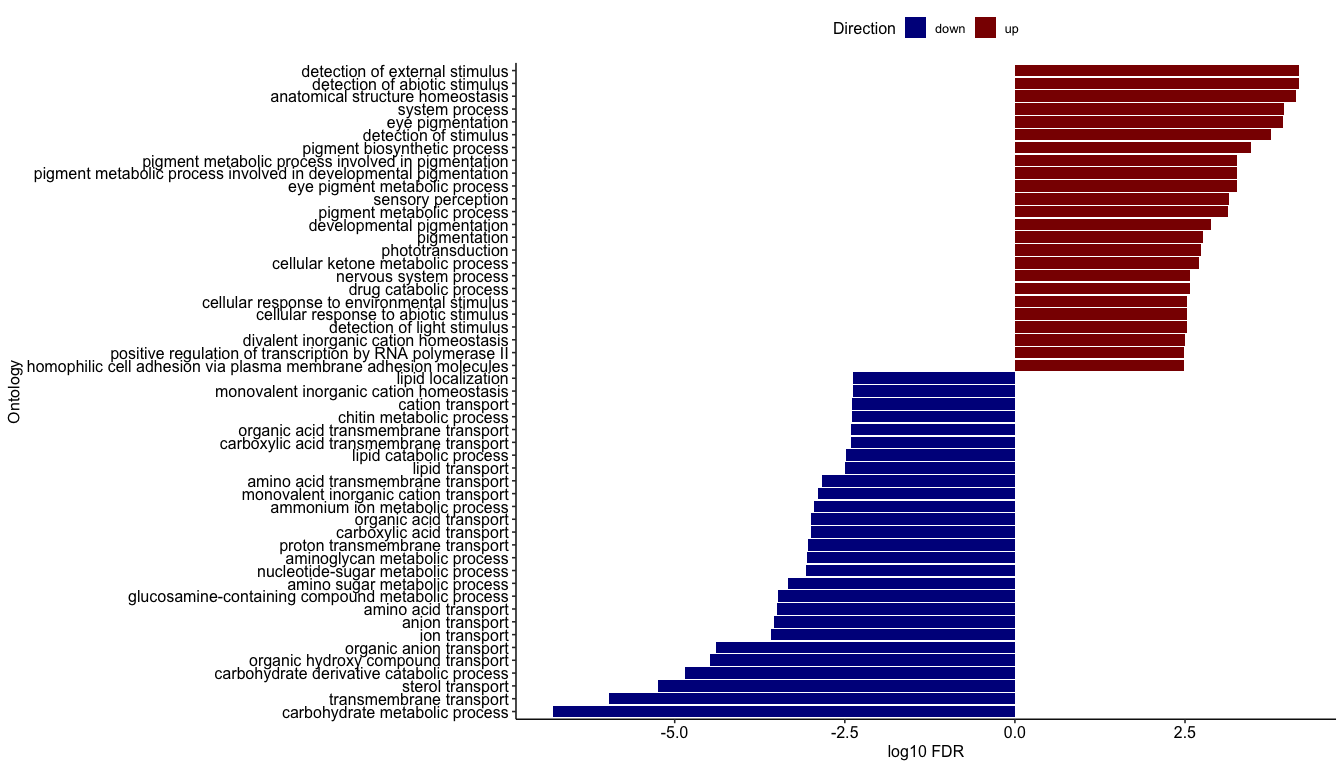 Direction down up
detection of external stimulus
detection of abiotic stimulus
anatomical structure homeostasis
system process
eye pigmentation
detection of stimulus
pigment biosynthetic process
pigment metabolic process involved in pigmentation
pigment metabolic process involved in developmental pigmentation
eye pigment metabolic process
sensory perception
pigment metabolic process
developmental pigmentation
pigmentation
phototransduction
cellular ketone metabolic process
nervous system process
drug catabolic process
cellular response to environmental stimulus
cellular response to abiotic stimulus
detection of light stimulus
divalent inorganic cation homeostasis
positive regulation of transcription by RNA polymerase II
homophilic cell adhesion via plasma membrane adhesion molecules
lipid localization
monovalent inorganic cation homeostasis
cation transport
chitin metabolic process
organic acid transmembrane transport
carboxylic acid transmembrane transport
lipid catabolic process
lipid transport
amino acid transmembrane transport
monovalent inorganic cation transport
ammonium ion metabolic process
organic acid transport
carboxylic acid transport
proton transmembrane transport
aminoglycan metabolic process
nucleotide-sugar metabolic process
amino sugar metabolic process
glucosamine-containing compound metabolic process
amino acid transport
anion transport
ion transport
organic anion transport
organic hydroxy compound transport
carbohydrate derivative catabolic process
sterol transport
transmembrane transport
carbohydrate metabolic process
Ontology
-5.0 -2.5 0.0 2.5
log10 FDR